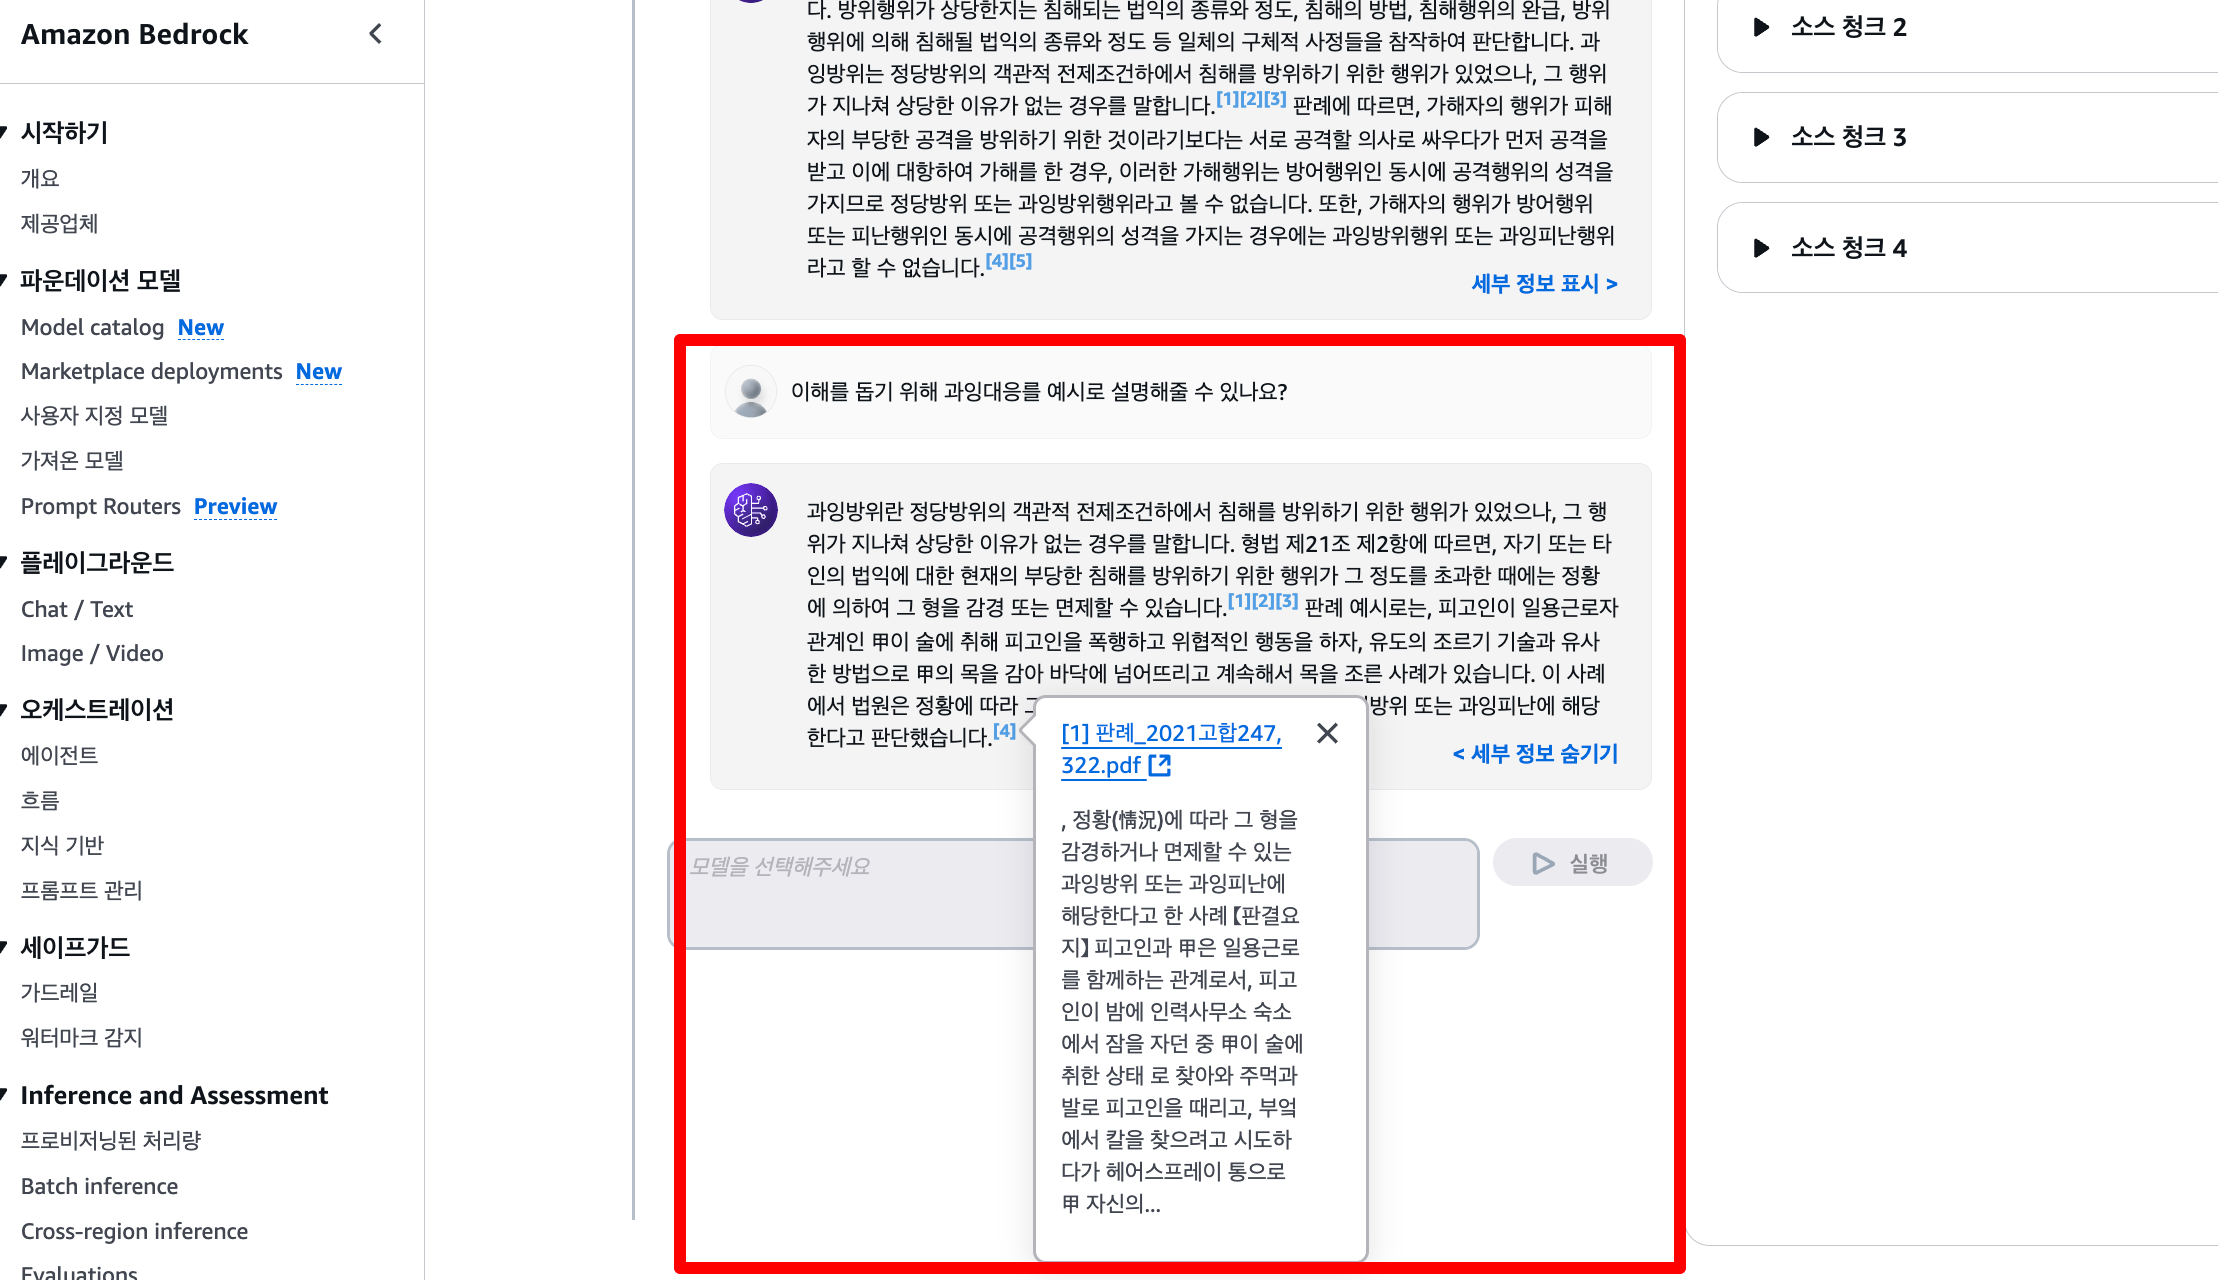 Amazon Bedrock
시작하기
개요
제공업체
파운데이션 모델
Model catalog New
Marketplace deployments New
사용자 지정 모델
가져온 모델
Prompt Routers Preview
플레이그라운드
Chat / Text
Image / Video
오케스트레이션
에이전트
흐름
지식 기반
프롬프트 관리
세이프가드
가드레일
워터마크 감지
Inference and Assessment
프로비저닝된 처리량
Batch inference
Cross-region inference
Evaluations
다. 방위행위가 상당한지는 침해되는 법익의 종류와 정도, 침해의 방법, 침해행위의 완급, 방위
행위에 의해 침해될 법익의 종류와 정도 등 일체의 구체적 사정들을 참작하여 판단합니다. 과
잉방위는 정당방위의 객관적 전제조건하에서 침해를 방위하기 위한 행위가 있었으나, 그 행위
가 지나쳐 상당한 이유가 없는 경우를 말합니다.[1][2][3] 판례에 따르면, 가해자의 행위가 피해
자의 부당한 공격을 방위하기 위한 것이라기보다는 서로 공격할 의사로 싸우다가 먼저 공격을
받고 이에 대항하여 가해를 한 경우, 이러한 가해행위는 방어행위인 동시에 공격행위의 성격을
가지므로 정당방위 또는 과잉방위행위라고 볼 수 없습니다. 또한, 가해자의 행위가 방어행위
또는 피난행위인 동시에 공격행위의 성격을 가지는 경우에는 과잉방위행위 또는 과잉피난행위
라고 할 수 없습니다.[4][5]
세부 정보 표시 >
이해를 돕기 위해 과잉대응를 예시로 설명해줄 수 있나요?
과잉방위란 정당방위의 객관적 전제조건하에서 침해를 방위하기 위한 행위가 있었으나, 그 행
위가 지나쳐 상당한 이유가 없는 경우를 말합니다. 형법 제21조 제2항에 따르면, 자기 또는 타
인의 법익에 대한 현재의 부당한 침해를 방위하기 위한 행위가 그 정도를 초과한 때에는 정황
에 의하여 그 형을 감경 또는 면제할 수 있습니다.[1][2][3] 판례 예시로는, 피고인이 일용근로자
관계인 甲이 술에 취해 피고인을 폭행하고 위협적인 행동을 하자, 유도의 조르기 기술과 유사
한 방법으로 甲의 목을 감아 바닥에 넘어뜨리고 계속해서 목을 조른 사례가 있습니다. 이 사례
에서 법원은 정황에 따라 방위 또는 과잉피난에 해당
한다고 판단했습니다.[4]
< 세부 정보 숨기기
[1] 판례_2021고합247,
322.pdf
, 정황(情況)에 따라 그 형을
감경하거나 면제할 수 있는
과잉방위 또는 과잉피난에
해당한다고 한 사례【판결요
지】피고인과 甲은 일용근로
를 함께하는 관계로서, 피고
인이 밤에 인력사무소 숙소
에서 잠을 자던 중 甲이 술에
취한 상태 로 찾아와 주먹과
발로 피고인을 때리고, 부엌
에서 칼을 찾으려고 시도하
다가 헤어스프레이 통으로
甲 자신의...
모델을 선택해주세요
실행
소스 청크 2
소스 청크 3
소스 청크 4